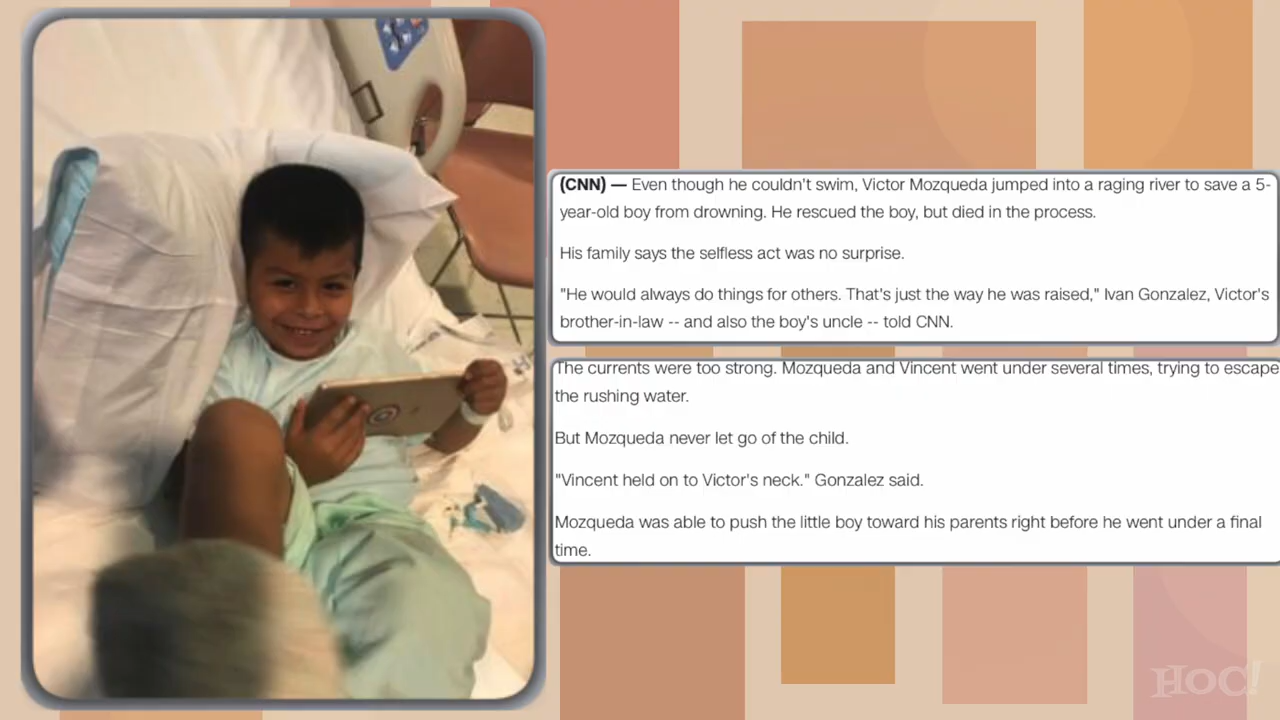 (CNN) — Even though he couldn't swim, Victor Mozqueda jumped into a raging river to save a 5-
year-old boy from drowning. He rescued the boy, but died in the process.
His family says the selfless act was no surprise.
"He would always do things for others. That's just the way he was raised," Ivan Gonzalez, Victor's
brother-in-law -- and also the boy's uncle -- told CNN.
The currents were too strong. Mozqueda and Vincent went under several times, trying to escape
the rushing water.
But Mozqueda never let go of the child.
"Vincent held on to Victor's neck." Gonzalez said.
Mozqueda was able to push the little boy toward his parents right before he went under a final
time.
HOC!